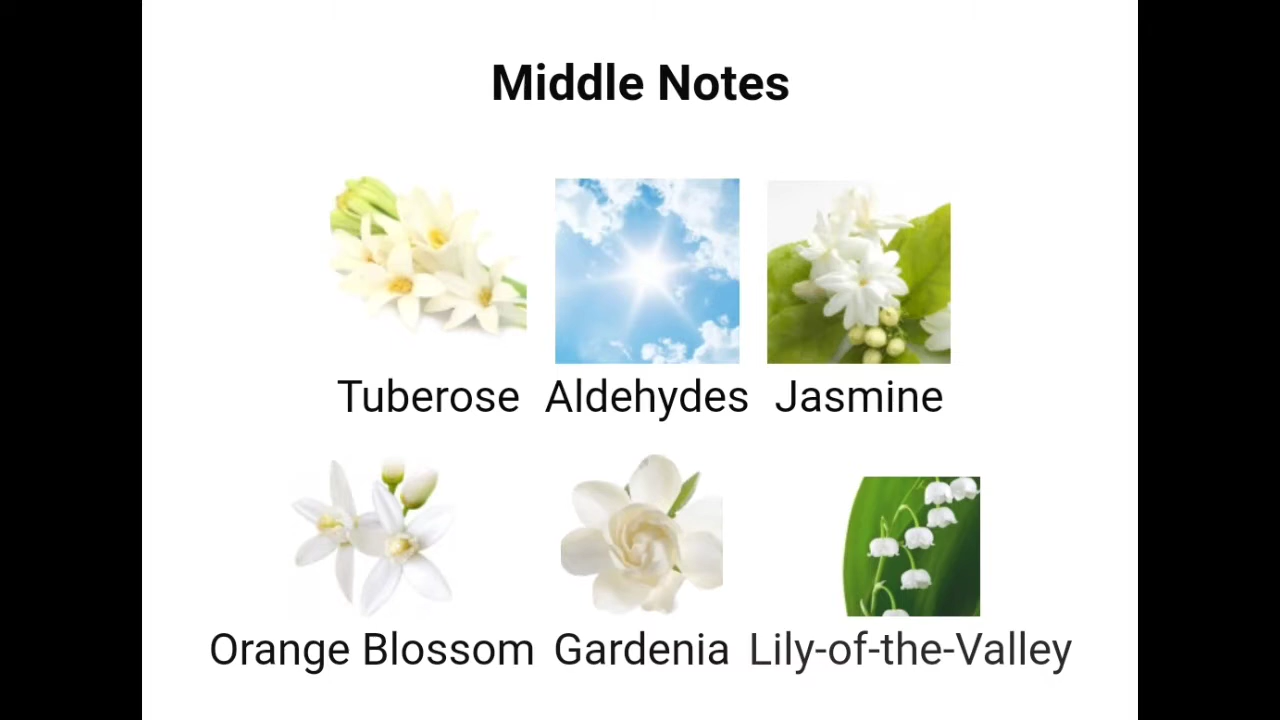 Middle Notes
Tuberose Aldehydes Jasmine
Orange Blossom Gardenia Lily-of-the-Valley